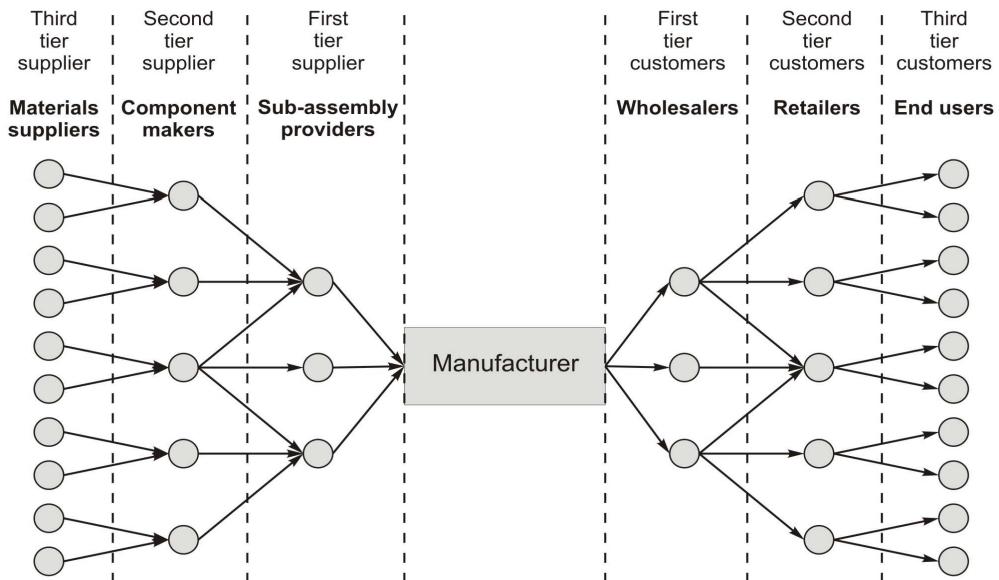 Third
tier
supplier
Materials
suppliers
Second
tier
supplier
Component
makers
First
tier
supplier
Sub-assembly
providers
Manufacturer
First
tier
customers
Wholesalers
Second
tier
customers
Retailers
Third
tier
customers
End users